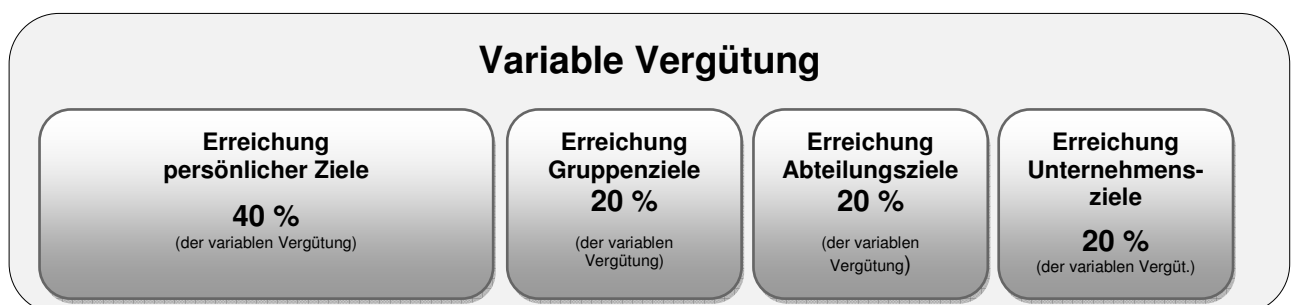 Variable Vergütung
Erreichung
persönlicher Ziele
40 %
(der variablen Vergütung)
Erreichung
Gruppenziele
20 %
(der variablen
Vergütung)
Erreichung
Abteilungsziele
20 %
(der variablen
Vergütung)
Erreichung
Unternehmens-
ziele
20 %
(der variablen Vergüt.)